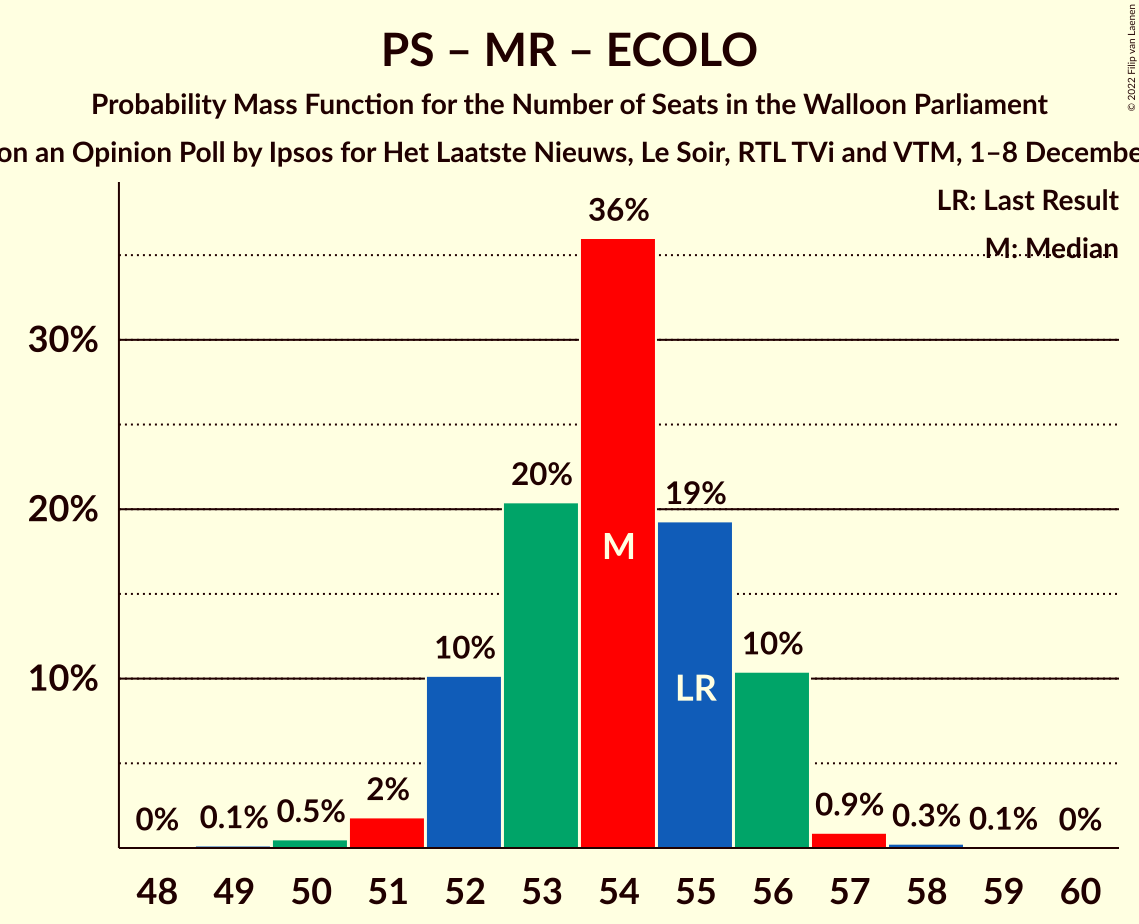 PS – MR – ECOLO
Probability Mass Function for the Number of Seats in the Walloon Parliament
on an Opinion Poll by Ipsos for Het Laatste Nieuws, Le Soir, RTL TVi and VTM, 1–8 Decembe
© 2022 Filip van Laenen
LR: Last Result
M: Median
36%
30%
20%
19%
20%
M
10%
10%
10%
LR
2%
0%
0.1%
0.5%
0.9%
0.3%
0.1%
0%
48 49 50 51 52 53 54 55 56 57 58 59 60